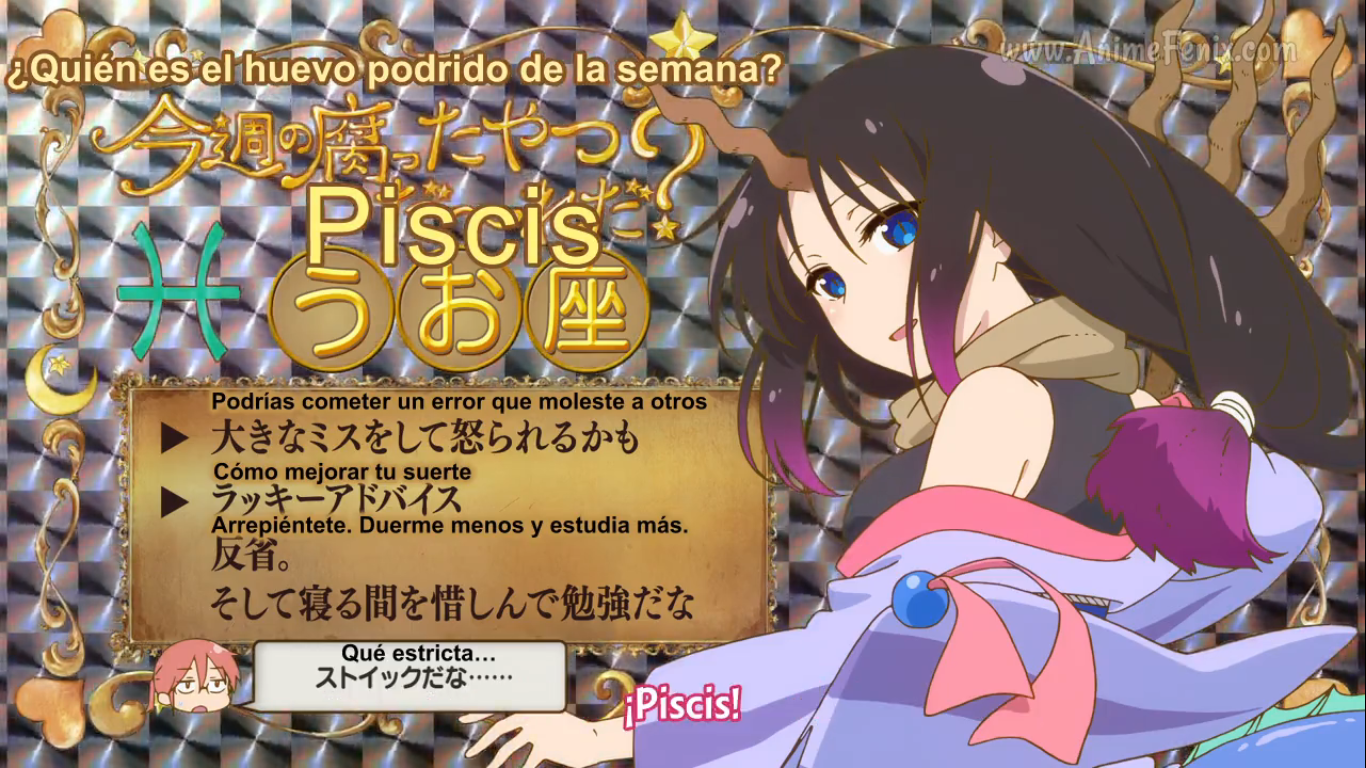 www.AnimeFenix.com
¿Quién es el huevo podrido de la semana?
今週の腐ったやつ
Piscis
うお座
Podrías cometer un error que moleste a otros
▶ 大きなミスをして怒られるかも
Cómo mejorar tu suerte
▶ ラッキーアドバイス
Arrepiéntete. Duerme menos y estudia más.
反省。
そして寝る間を惜しんで勉強だな
Qué estricta...
ストイックだな……
¡Piscis!